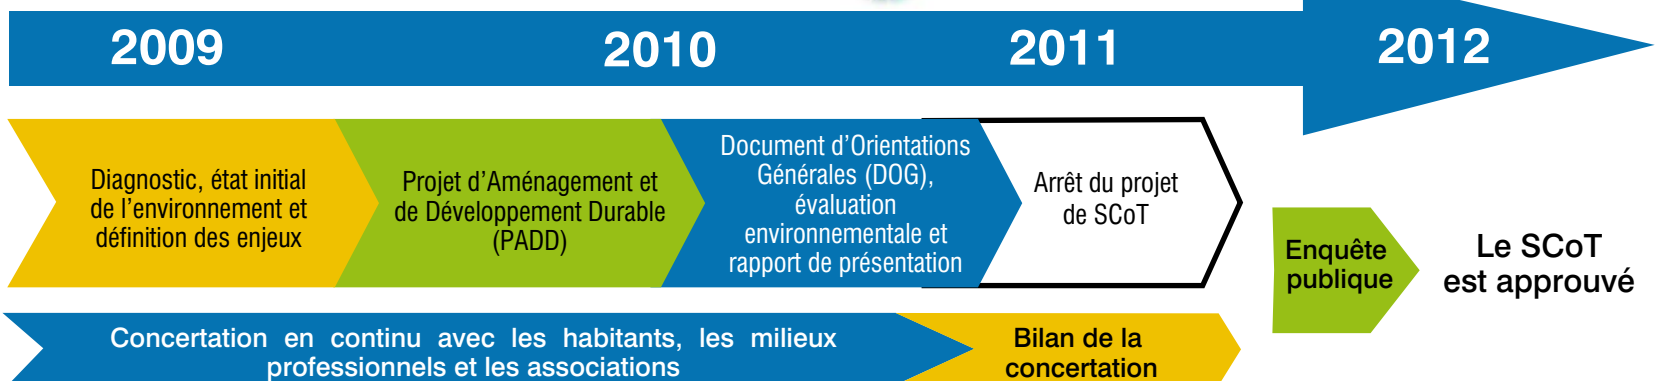 2009 2010 2011 2012
Diagnostic, état initial
de l'environnement et
définition des enjeux
Projet d'Aménagement et
de Développement Durable
(PADD)
Document d'Orientations
Générales (DOG),
évaluation
environnementale et
rapport de présentation
Arrêt du projet
de SCoT
Enquête
publique
Le SCoT
est approuvé
Concertation en continu avec les habitants, les milieux
professionnels et les associations
Bilan de la
concertation